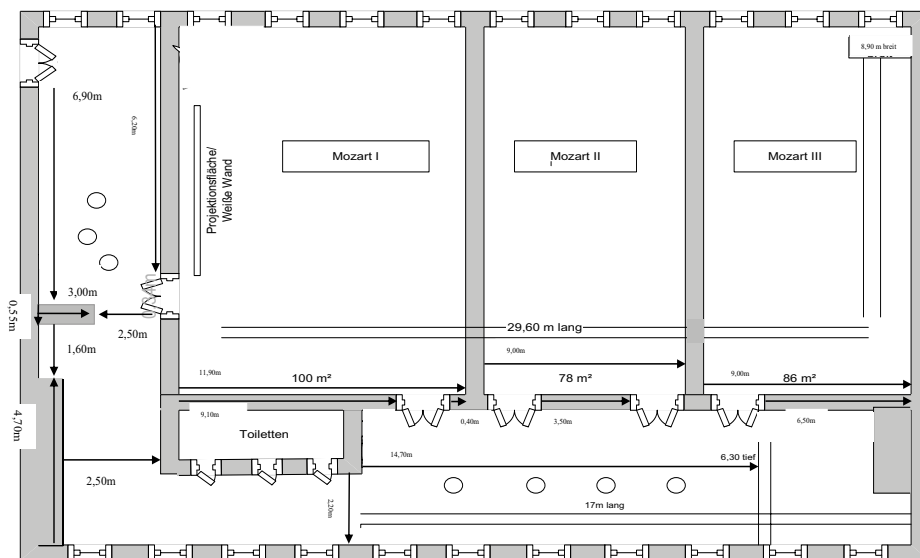 8,90 m breit
6,90m
6,20m
Mozart I
Mozart II
Mozart III
Projektionsfläche/
Weiße Wand
3,00m
0,55m
2,50m
1,60m
29,60 m lang
11,90m
100 m²
9,00m
78 m²
9,00m
86 m²
4,70m
9,10m
0,40m
3,50m
6,50m
Toiletten
14,70m
6,30 tief
2,50m
2,20m
17m lang